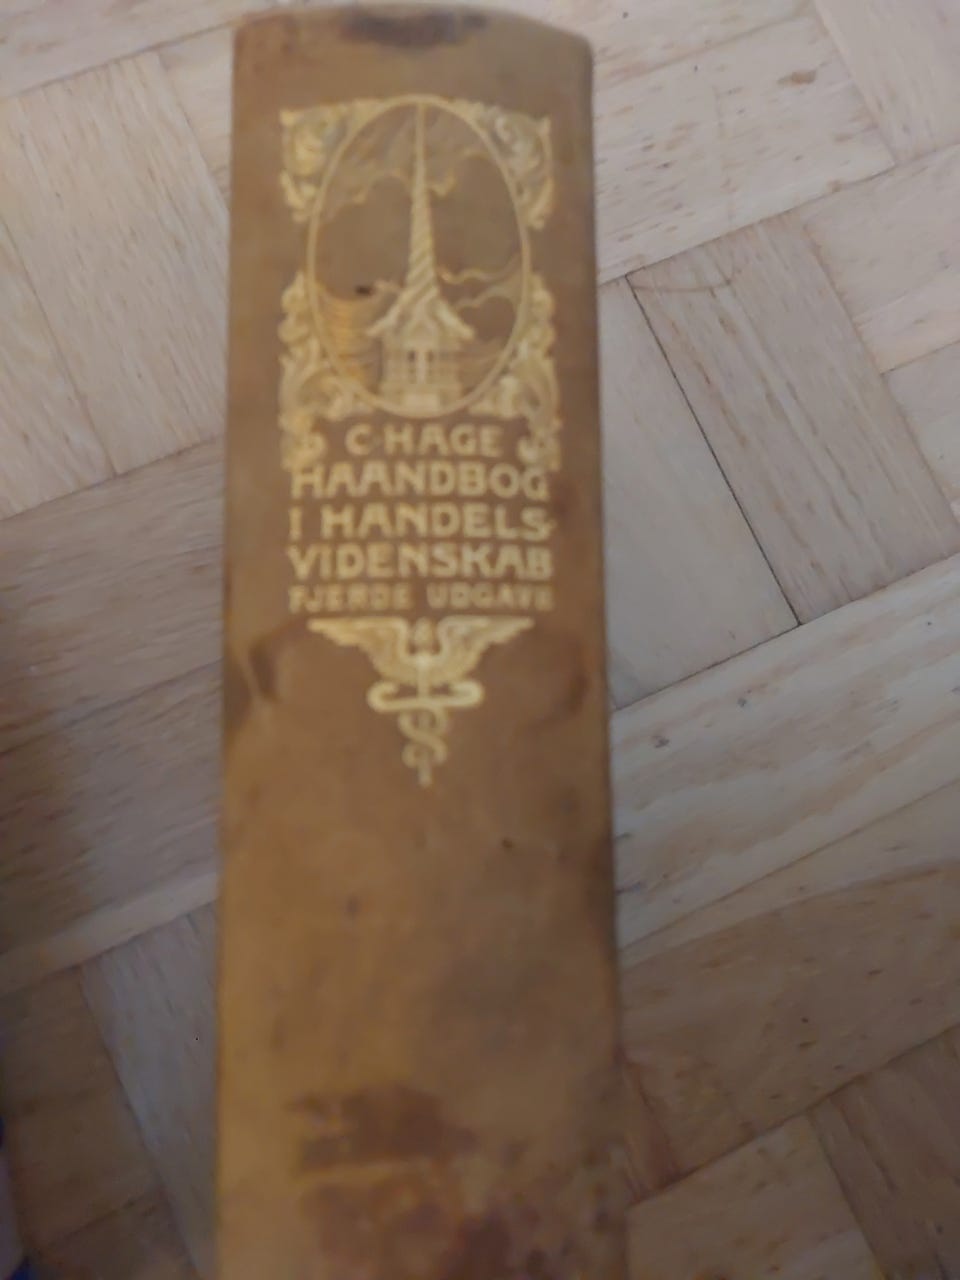 C·HAGE
HAANDBOG
I HANDELS
VIDENSKAB
FJERDE UDGAVE